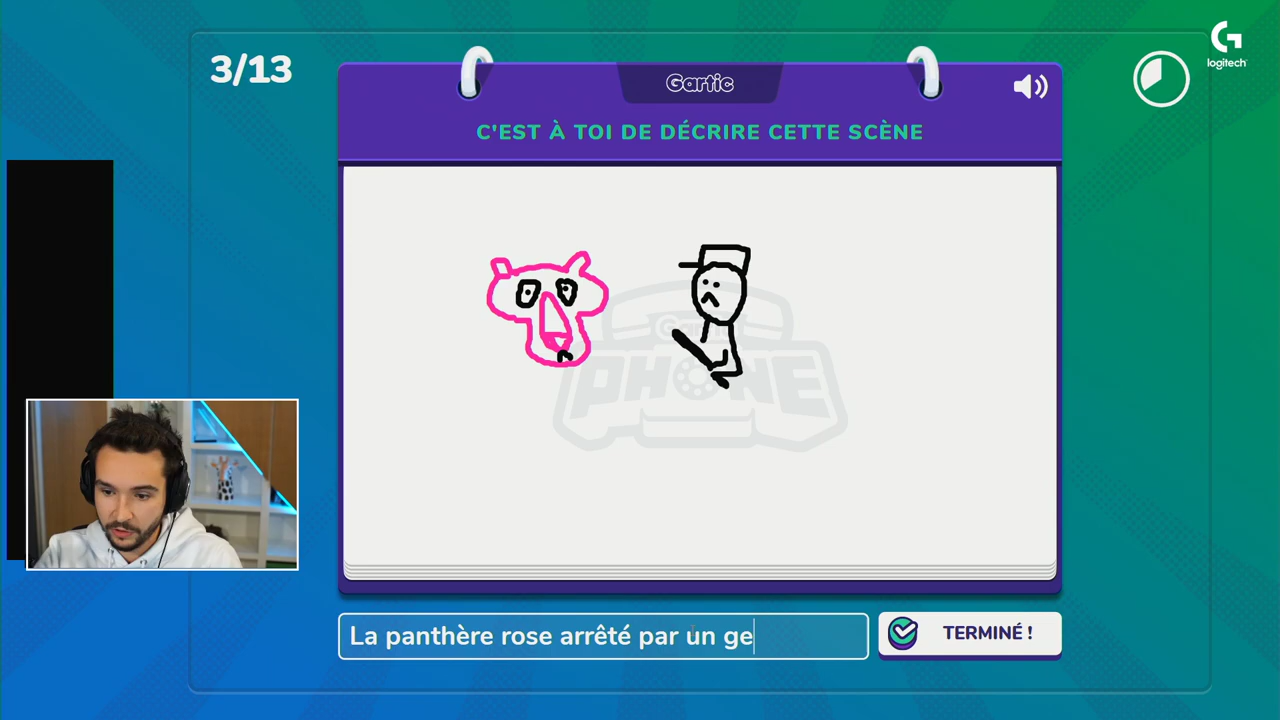 3/13
Gartic
logitech
C'EST À TOI DE DÉCRIRE CETTE SCÈNE
Gartic
PHONE
La panthère rose arrêté par un ge
TERMINÉ !